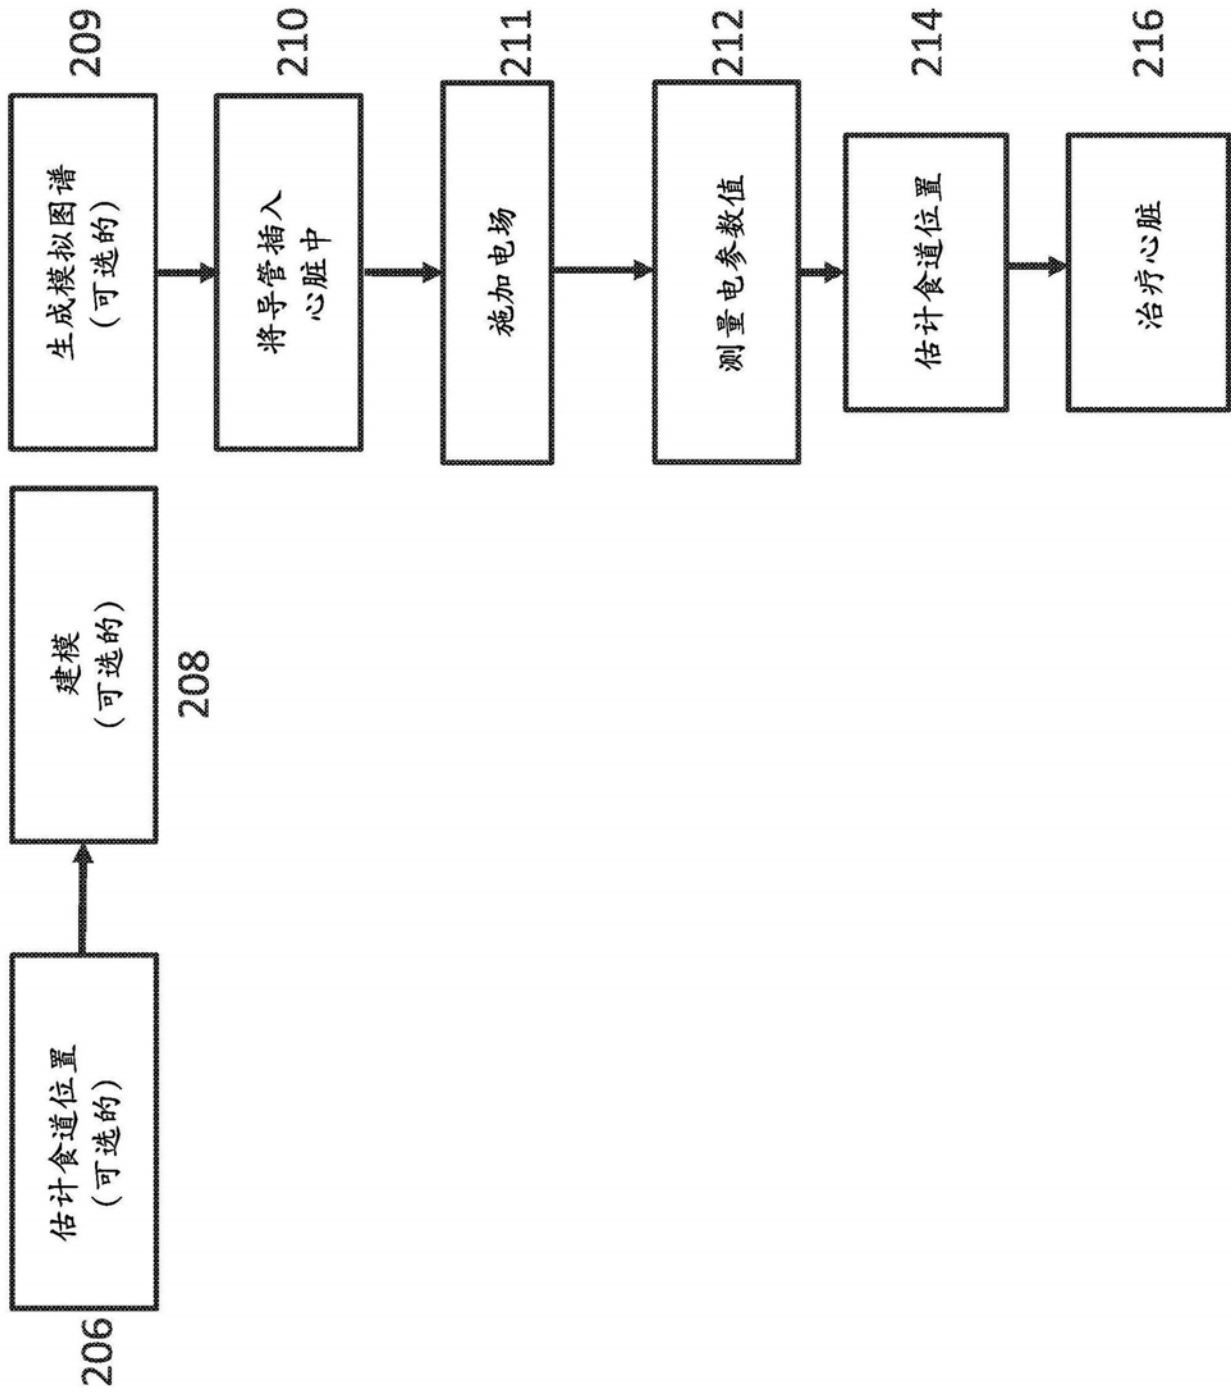 估计食道位置
(可选的)
206
建模
(可选的)
208
生成模拟图谱
(可选的)
209
将导管插入
心脏中
210
施加电场
211
测量电参数值
212
估计食道位置
214
治疗心脏
216